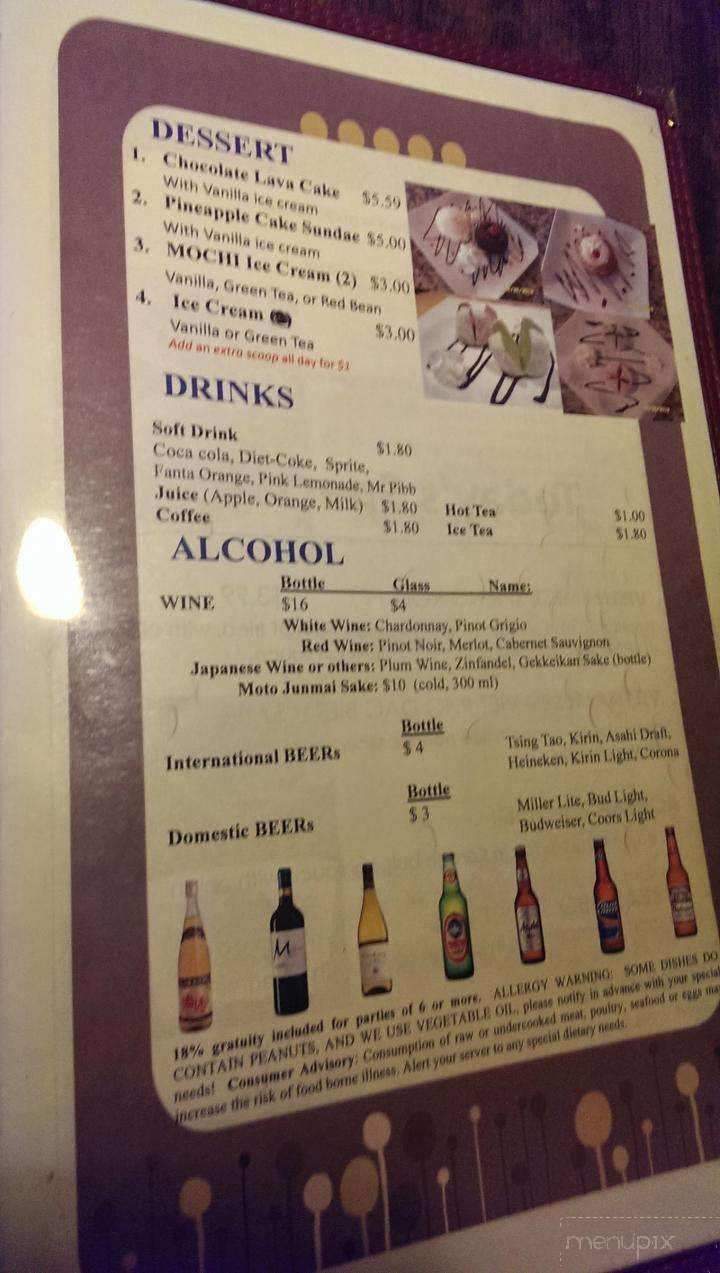 DESSERT
1. Chocolate Lava Cake $5.59
With Vanilla ice cream
2. Pineapple Cake Sundae $5.00
With Vanilla ice cream
3. MOCHI Ice Cream (2) $3.00
Vanilla, Green Tea, or Red Bean
4. Ice Cream $3.00
Vanilla or Green Tea
Add an extra scoop all day for $1
DRINKS
Soft Drink $1.80
Coca cola, Diet-Coke, Sprite,
Fanta Orange, Pink Lemonade, Mr Pibb
Juice (Apple, Orange, Milk) $1.80 Hot Tea $1.00
Coffee $1.80 Ice Tea $1.80
ALCOHOL
Bottle Glass Name:
WINE $16 $4
White Wine: Chardonnay, Pinot Grigio
Red Wine: Pinot Noir, Merlot, Cabernet Sauvignon
Japanese Wine or others: Plum Wine, Zinfandel, Gekkeikan Sake (bottle)
Moto Junmai Sake: $10 (cold, 300 ml)
Bottle
International BEERs $4 Tsing Tao, Kirin, Asahi Draft,
Heineken, Kirin Light, Corona
Bottle
Domestic BEERs $3 Miller Lite, Bud Light,
Budweiser, Coors Light
M
18% gratuity included for parties of 6 or more. ALLERGY WARNING: SOME DISHES DO
CONTAIN PEANUTS, AND WE USE VEGETABLE OIL, please notify in advance with your special
needs! Consumer Advisory: Consumption of raw or undercooked meat, poultry, seafood or eggs ma
increase the risk of food borne illness. Alert your server to any special dietary needs.
menupix